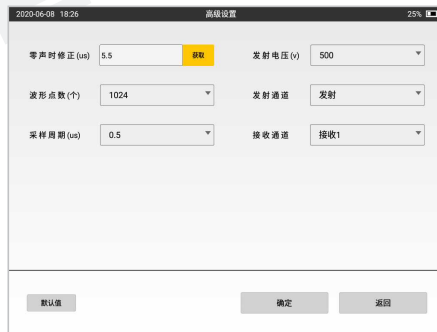 2020-06-08 18:26 高级设置 25%
零声时修正(us) 5.5 获取 发射电压(v) 500
波形点数(个) 1024 发射通道 发射
采样周期(us) 0.5 接收通道 接收1
默认值 确定 返回